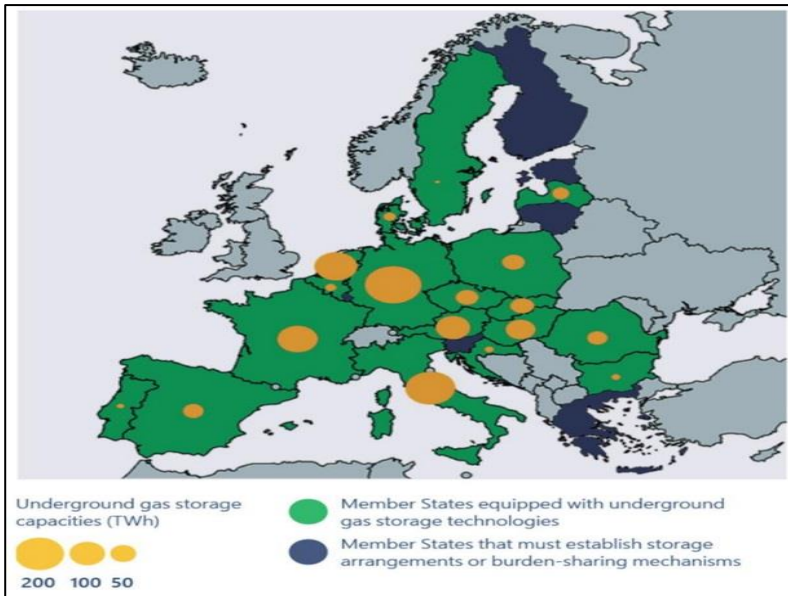 Underground gas storage
capacities (TWh)
200 100 50
Member States equipped with underground
gas storage technologies
Member States that must establish storage
arrangements or burden-sharing mechanisms